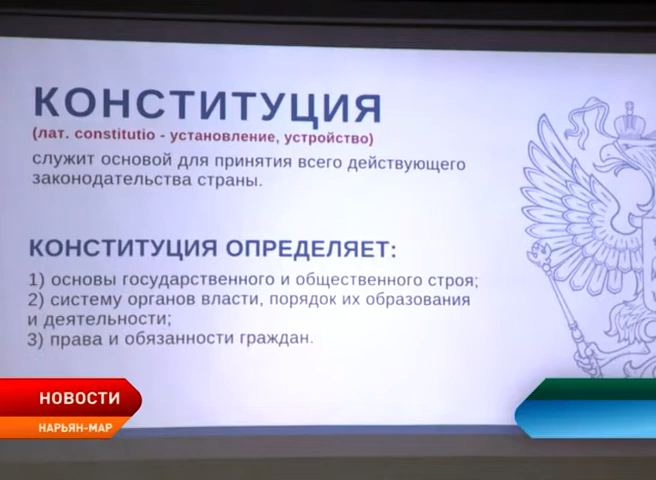 КОНСТИТУЦИЯ
(лат. constitutio - установление, устройство)
служит основой для принятия всего действующего
законодательства страны.
КОНСТИТУЦИЯ ОПРЕДЕЛЯЕТ:
1) основы государственного и общественного строя;
2) систему органов власти, порядок их образования
и деятельности;
3) права и обязанности граждан.
НОВОСТИ
НАРЬЯН-МАР